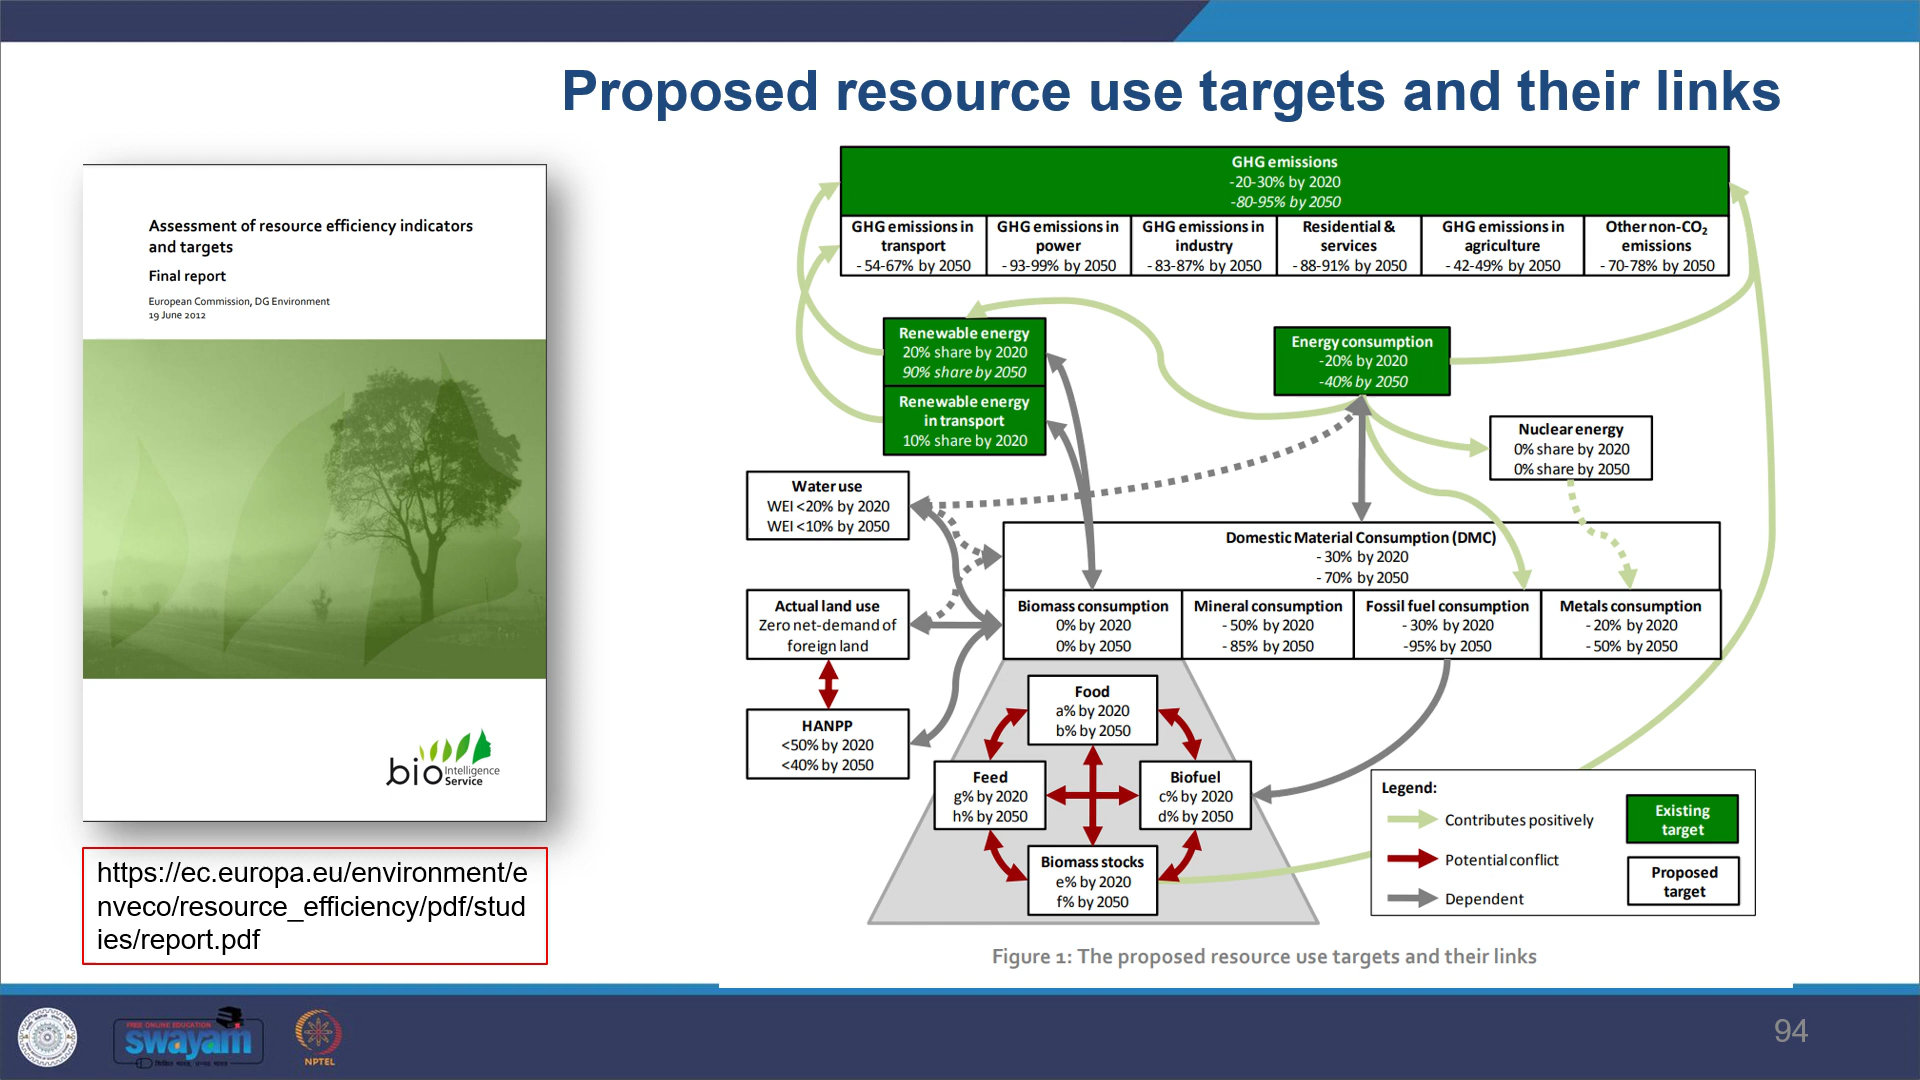 Proposed resource use targets and their links
Assessment of resource efficiency indicators
and targets
Final report
European Commission, DG Environment
19 June 2012
bio Intelligence
Service
https://ec.europa.eu/environment/e
nveco/resource_efficiency/pdf/stud
ies/report.pdf
GHG emissions
-20-30% by 2020
-80-95% by 2050
GHG emissions in
transport
- 54-67% by 2050
GHG emissions in
power
- 93-99% by 2050
GHG emissions in
industry
- 83-87% by 2050
Residential &
services
- 88-91% by 2050
GHG emissions in
agriculture
- 42-49% by 2050
Other non-CO₂
emissions
- 70-78% by 2050
Renewable energy
20% share by 2020
90% share by 2050
Renewable energy
in transport
10% share by 2020
Energy consumption
-20% by 2020
-40% by 2050
Nuclear energy
0% share by 2020
0% share by 2050
Water use
WEI <20% by 2020
WEI <10% by 2050
Domestic Material Consumption (DMC)
- 30% by 2020
- 70% by 2050
Actual land use
Zero net-demand of
foreign land
Biomass consumption
0% by 2020
0% by 2050
Mineral consumption
- 50% by 2020
- 85% by 2050
Fossil fuel consumption
- 30% by 2020
-95% by 2050
Metals consumption
- 20% by 2020
- 50% by 2050
HANPP
<50% by 2020
<40% by 2050
Food
a% by 2020
b% by 2050
Feed
g% by 2020
h% by 2050
Biofuel
c% by 2020
d% by 2050
Biomass stocks
e% by 2020
f% by 2050
Legend:
Contributes positively
Potential conflict
Dependent
Existing
target
Proposed
target
Figure 1: The proposed resource use targets and their links
FREE ONLINE EDUCATION
swayam
NPTEL
94